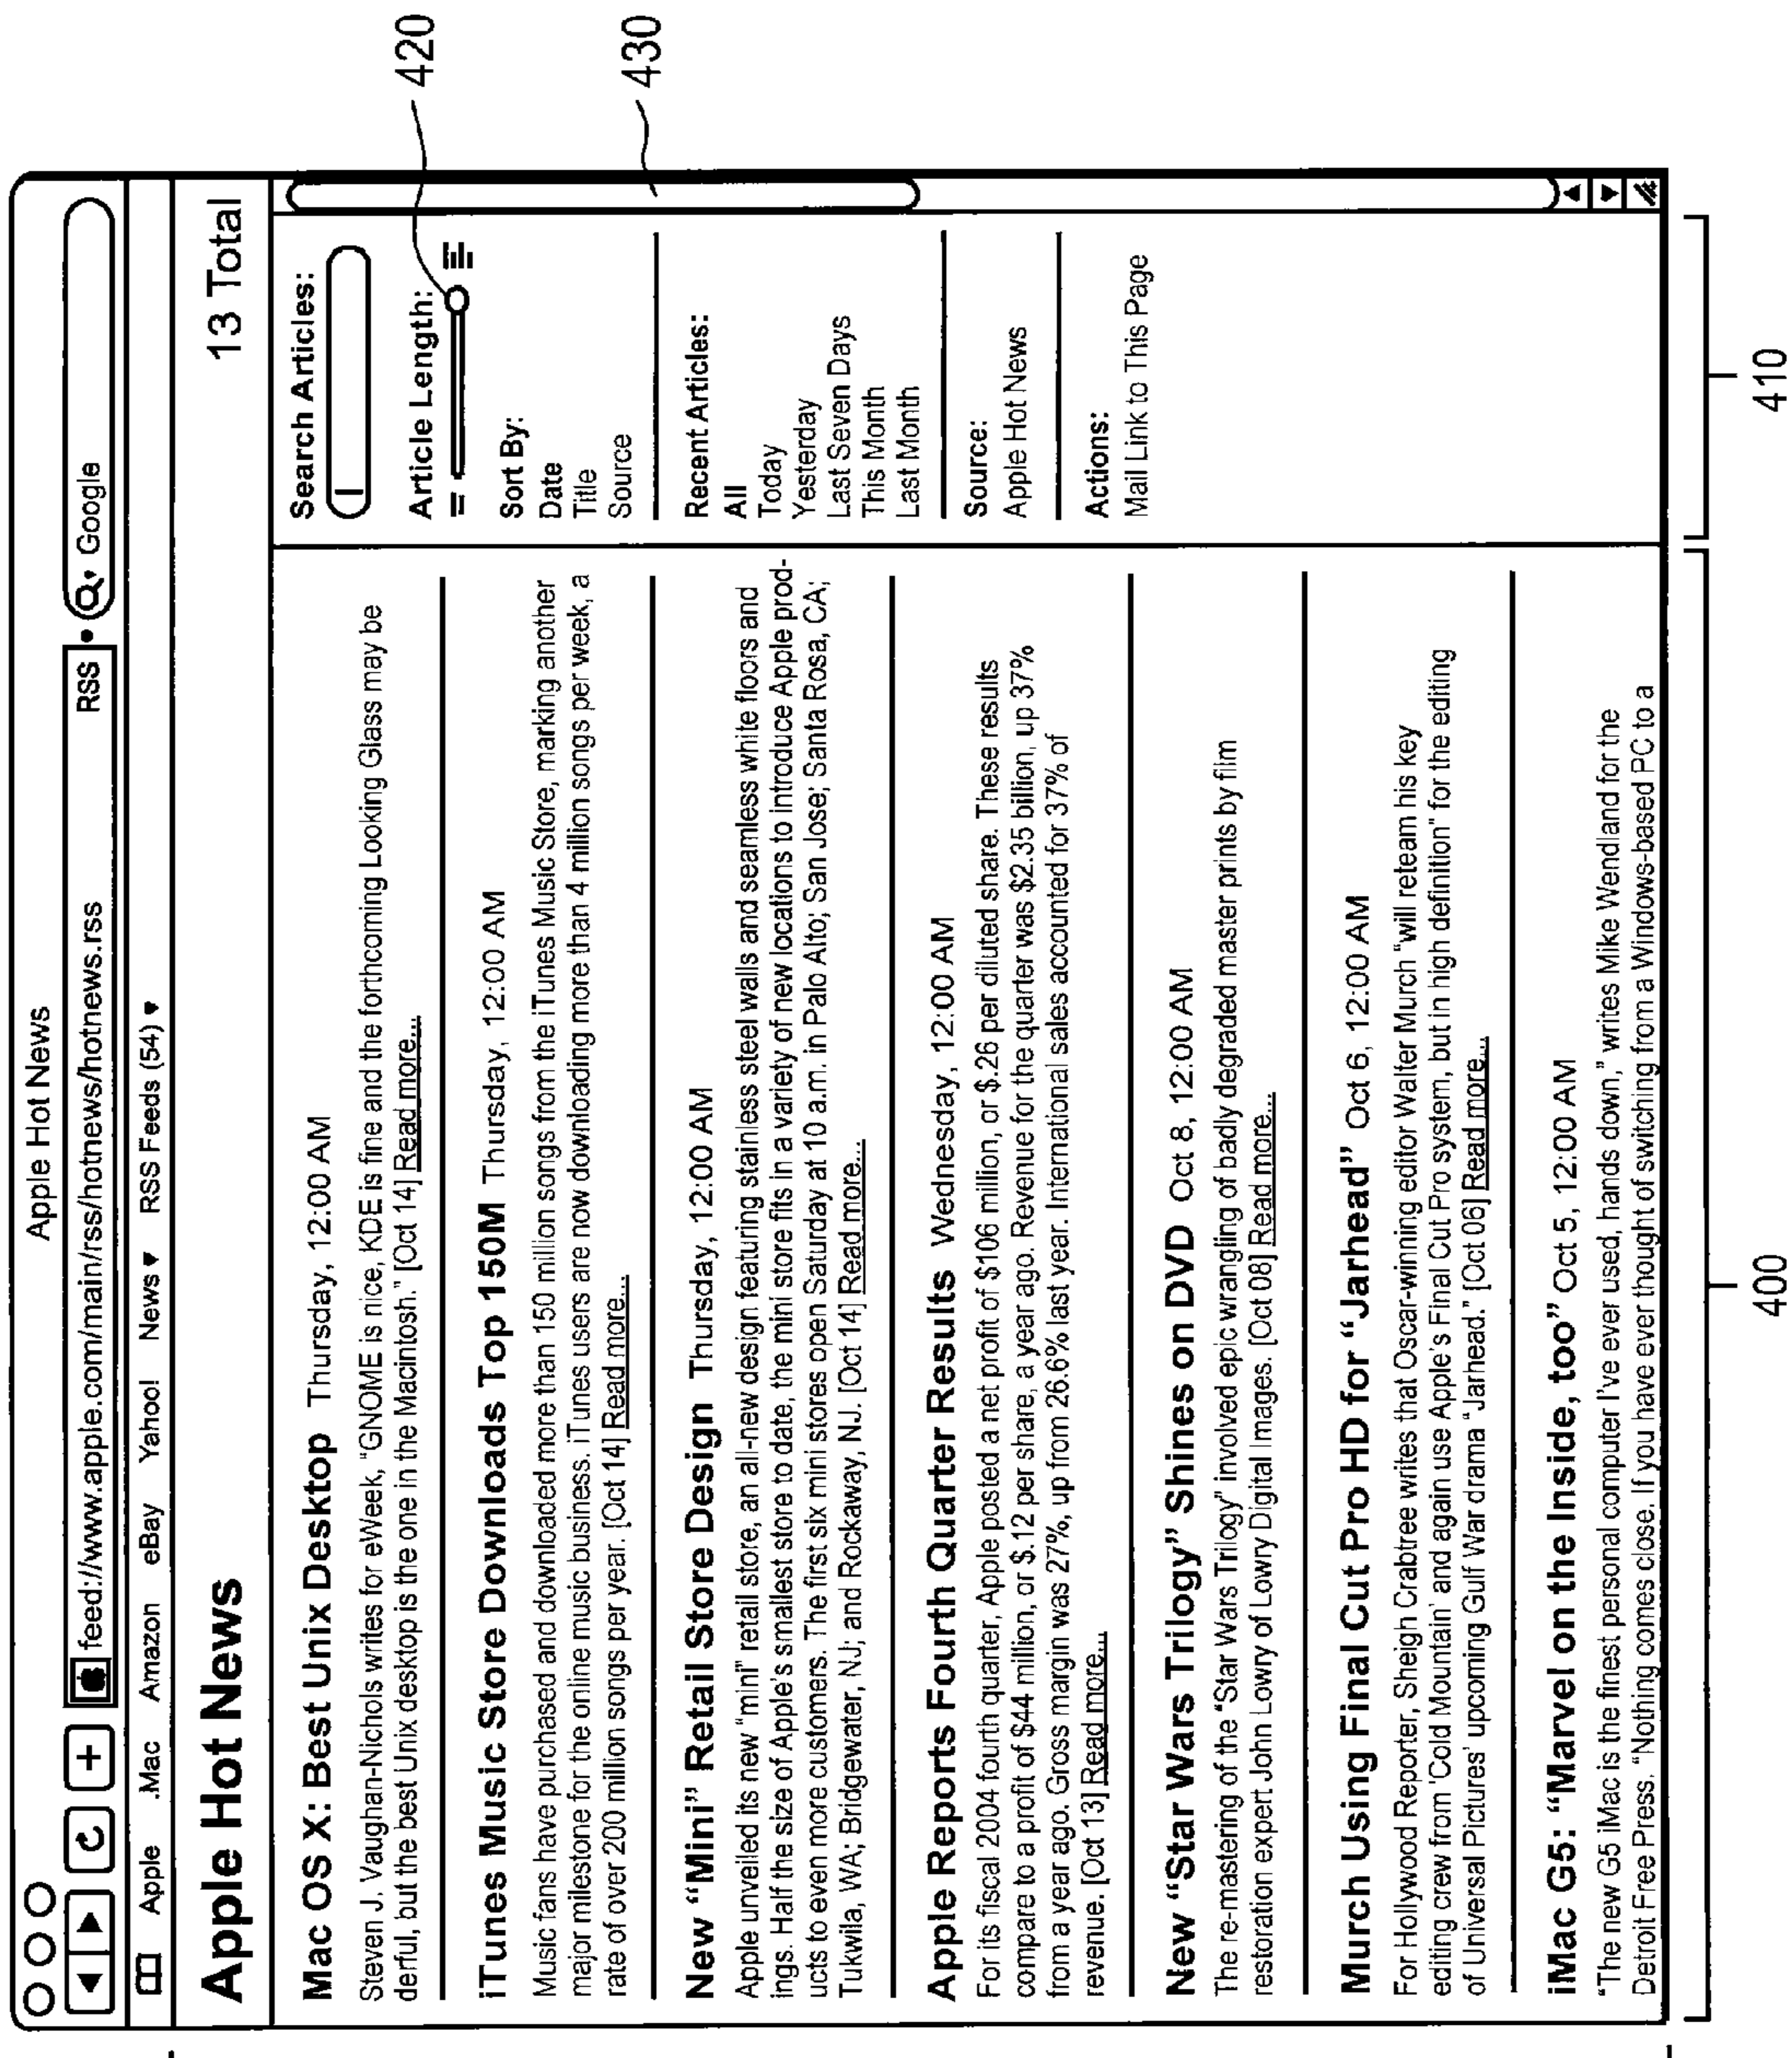 Apple Hot News
feed://www.apple.com/main/rss/hotnews/hotnews.rss RSS Google
Apple .Mac Amazon eBay Yahoo! News RSS Feeds (54)
Apple Hot News 13 Total
Mac OS X: Best Unix Desktop Thursday, 12:00 AM
Steven J. Vaughan-Nichols writes for eWeek, "GNOME is nice, KDE is fine and the forthcoming Looking Glass may be
derful, but the best Unix desktop is the one in the Macintosh." [Oct 14] Read more...
iTunes Music Store Downloads Top 150M Thursday, 12:00 AM
Music fans have purchased and downloaded more than 150 million songs from the iTunes Music Store, marking another
major milestone for the online music business. iTunes users are now downloading more than 4 million songs per week, a
rate of over 200 million songs per year. [Oct 14] Read more...
New “Mini” Retail Store Design Thursday, 12:00 AM
Apple unveiled its new "mini" retail store, an all-new design featuring stainless steel walls and seamless white floors and
ings. Half the size of Apple's smallest store to date, the mini store fits in a variety of new locations to introduce Apple prod-
ucts to even more customers. The first six mini stores open Saturday at 10 a.m. in Palo Alto; San Jose; Santa Rosa, CA;
Tukwila, WA; Bridgewater, NJ; and Rockaway, NJ. [Oct 14] Read more...
Apple Reports Fourth Quarter Results Wednesday, 12:00 AM
For its fiscal 2004 fourth quarter, Apple posted a net profit of $106 million, or $.26 per diluted share. These results
compare to a profit of $44 million, or $.12 per share, a year ago. Revenue for the quarter was $2.35 billion, up 37%
from a year ago. Gross margin was 27%, up from 26.6% last year. International sales accounted for 37% of
revenue. [Oct 13] Read more...
New “Star Wars Trilogy” Shines on DVD Oct 8, 12:00 AM
The re-mastering of the "Star Wars Trilogy" involved epic wrangling of badly degraded master prints by film
restoration expert John Lowry of Lowry Digital Images. [Oct 08] Read more...
Murch Using Final Cut Pro HD for “Jarhead” Oct 6, 12:00 AM
For Hollywood Reporter, Sheigh Crabtree writes that Oscar-winning editor Walter Murch "will reteam his key
editing crew from 'Cold Mountain' and again use Apple's Final Cut Pro system, but in high definition" for the editing
of Universal Pictures' upcoming Gulf War drama "Jarhead." [Oct 06] Read more...
iMac G5: “Marvel on the Inside, too” Oct 5, 12:00 AM
"The new G5 iMac is the finest personal computer I've ever used, hands down," writes Mike Wendland for the
Detroit Free Press. "Nothing comes close. If you have ever thought of switching from a Windows-based PC to a
Search Articles:
Article Length:
Sort By:
Date
Title
Source
Recent Articles:
All
Today
Yesterday
Last Seven Days
This Month
Last Month
Source:
Apple Hot News
Actions:
Mail Link to This Page
420
430
400
410